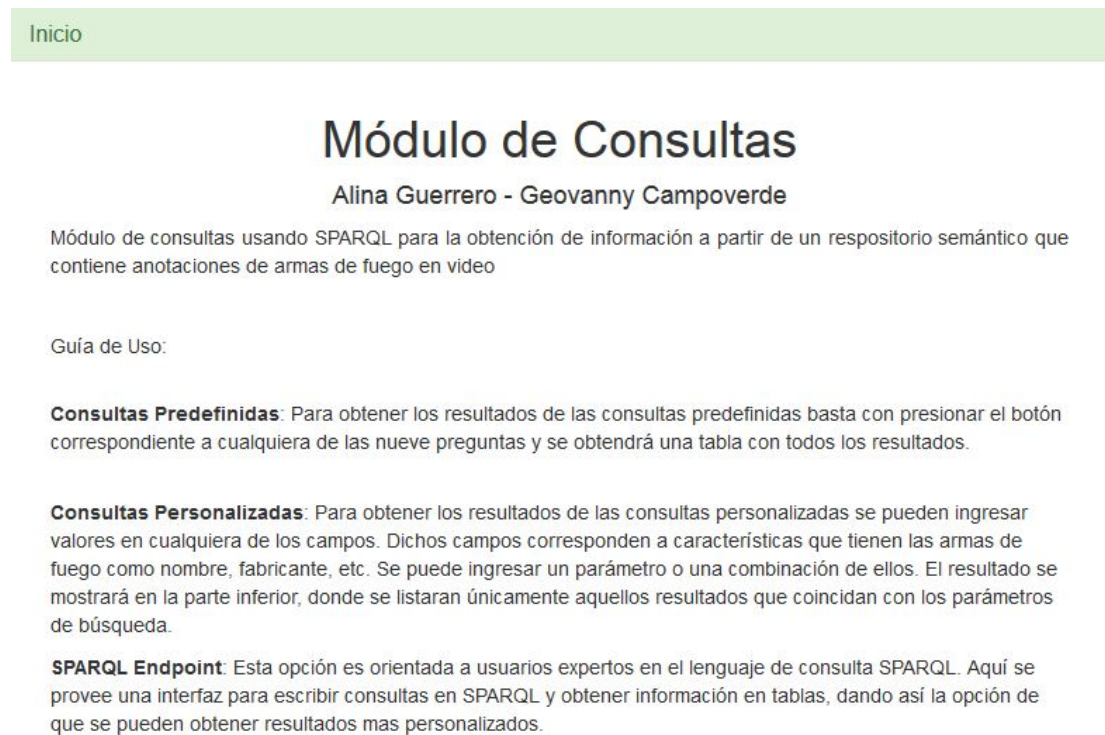 Inicio
Módulo de Consultas
Alina Guerrero - Geovanny Campoverde
Módulo de consultas usando SPARQL para la obtención de información a partir de un respositorio semántico que
contiene anotaciones de armas de fuego en video
Guía de Uso:
Consultas Predefinidas: Para obtener los resultados de las consultas predefinidas basta con presionar el botón
correspondiente a cualquiera de las nueve preguntas y se obtendrá una tabla con todos los resultados.
Consultas Personalizadas: Para obtener los resultados de las consultas personalizadas se pueden ingresar
valores en cualquiera de los campos. Dichos campos corresponden a características que tienen las armas de
fuego como nombre, fabricante, etc. Se puede ingresar un parámetro o una combinación de ellos. El resultado se
mostrará en la parte inferior, donde se listaran únicamente aquellos resultados que coincidan con los parámetros
de búsqueda.
SPARQL Endpoint: Esta opción es orientada a usuarios expertos en el lenguaje de consulta SPARQL. Aquí se
provee una interfaz para escribir consultas en SPARQL y obtener información en tablas, dando así la opción de
que se pueden obtener resultados mas personalizados.